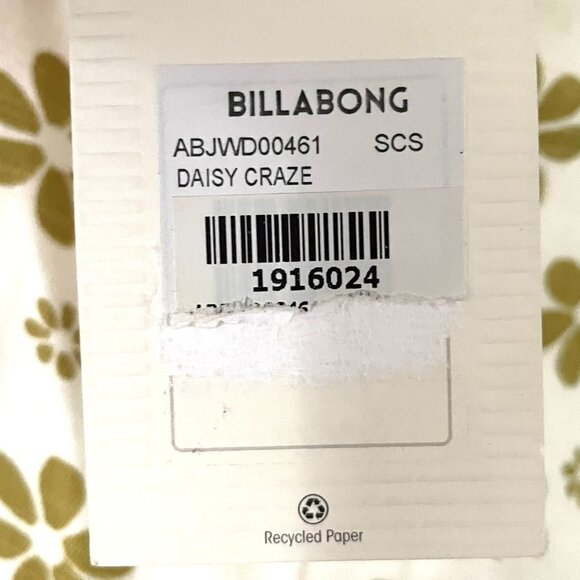 BILLABONG
ABJWD00461 SCS
DAISY CRAZE
1916024
Recycled Paper